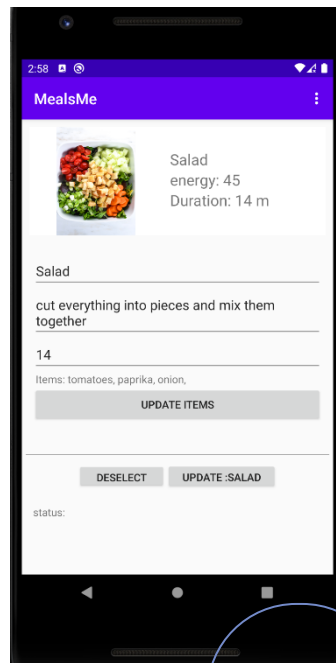 2:58
MealsMe
Salad
energy: 45
Duration: 14 m
Salad
cut everything into pieces and mix them
together
14
Items: tomatoes, paprika, onion,
UPDATE ITEMS
DESELECT UPDATE :SALAD
status: